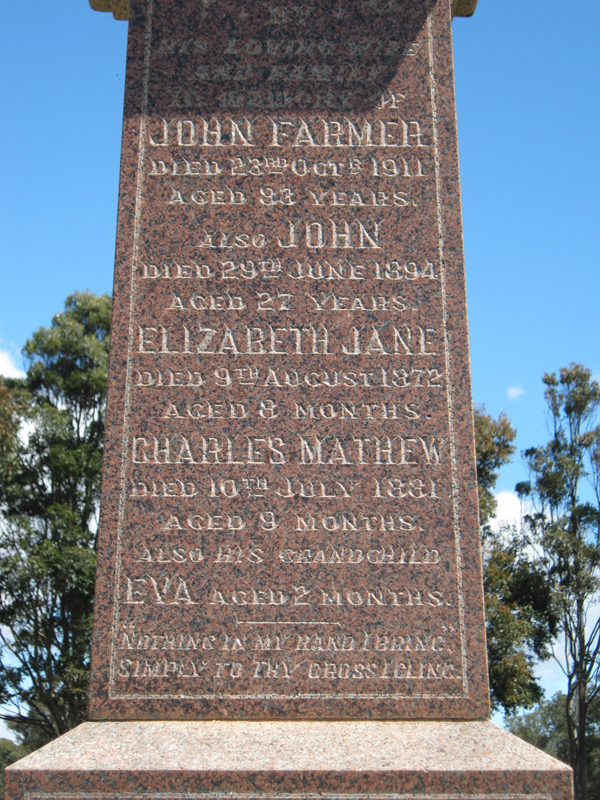 BY
HIS LOVING WIFE
AND FAMILY
IN MEMORY OF
JOHN FARMER
DIED 23RD OCTR 1911
AGED 83 YEARS.
ALSO JOHN
DIED 29TH JUNE 1894
AGED 27 YEARS.
ELIZABETH JANE
DIED 9TH AUGUST 1872
AGED 8 MONTHS.
CHARLES MATHEW
DIED 10TH JULY 1881
AGED 9 MONTHS.
ALSO HIS GRANDCHILD
EVA AGED 2 MONTHS.
"NOTHING IN MY HAND I BRING,"
SIMPLY TO THY CROSS I CLING.